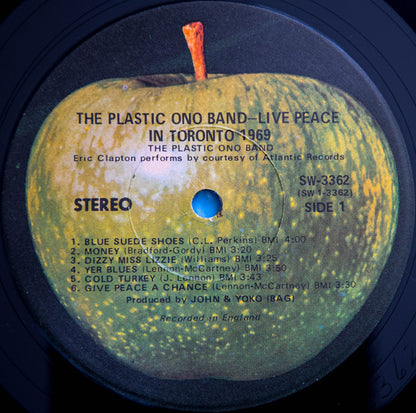 THE PLASTIC ONO BAND—LIVE PEACE
IN TORONTO 1969
THE PLASTIC ONO BAND
Eric Clapton performs by courtesy of Atlantic Records
STEREO
SW-3362
(SW 1-3362)
SIDE 1
1. BLUE SUEDE SHOES (C.L. Perkins) BMI 4:00
2. MONEY (Bradford-Gordy) BMI 3:20
3. DIZZY MISS LIZZIE (Williams) BMI 3:25
4. YER BLUES (Lennon-McCartney) BMI 3:50
5. COLD TURKEY (J. Lennon) BMI 3:43
6. GIVE PEACE A CHANCE (Lennon-McCartney) BMI 3:30
Produced by JOHN & YOKO (BAG)
Recorded in England